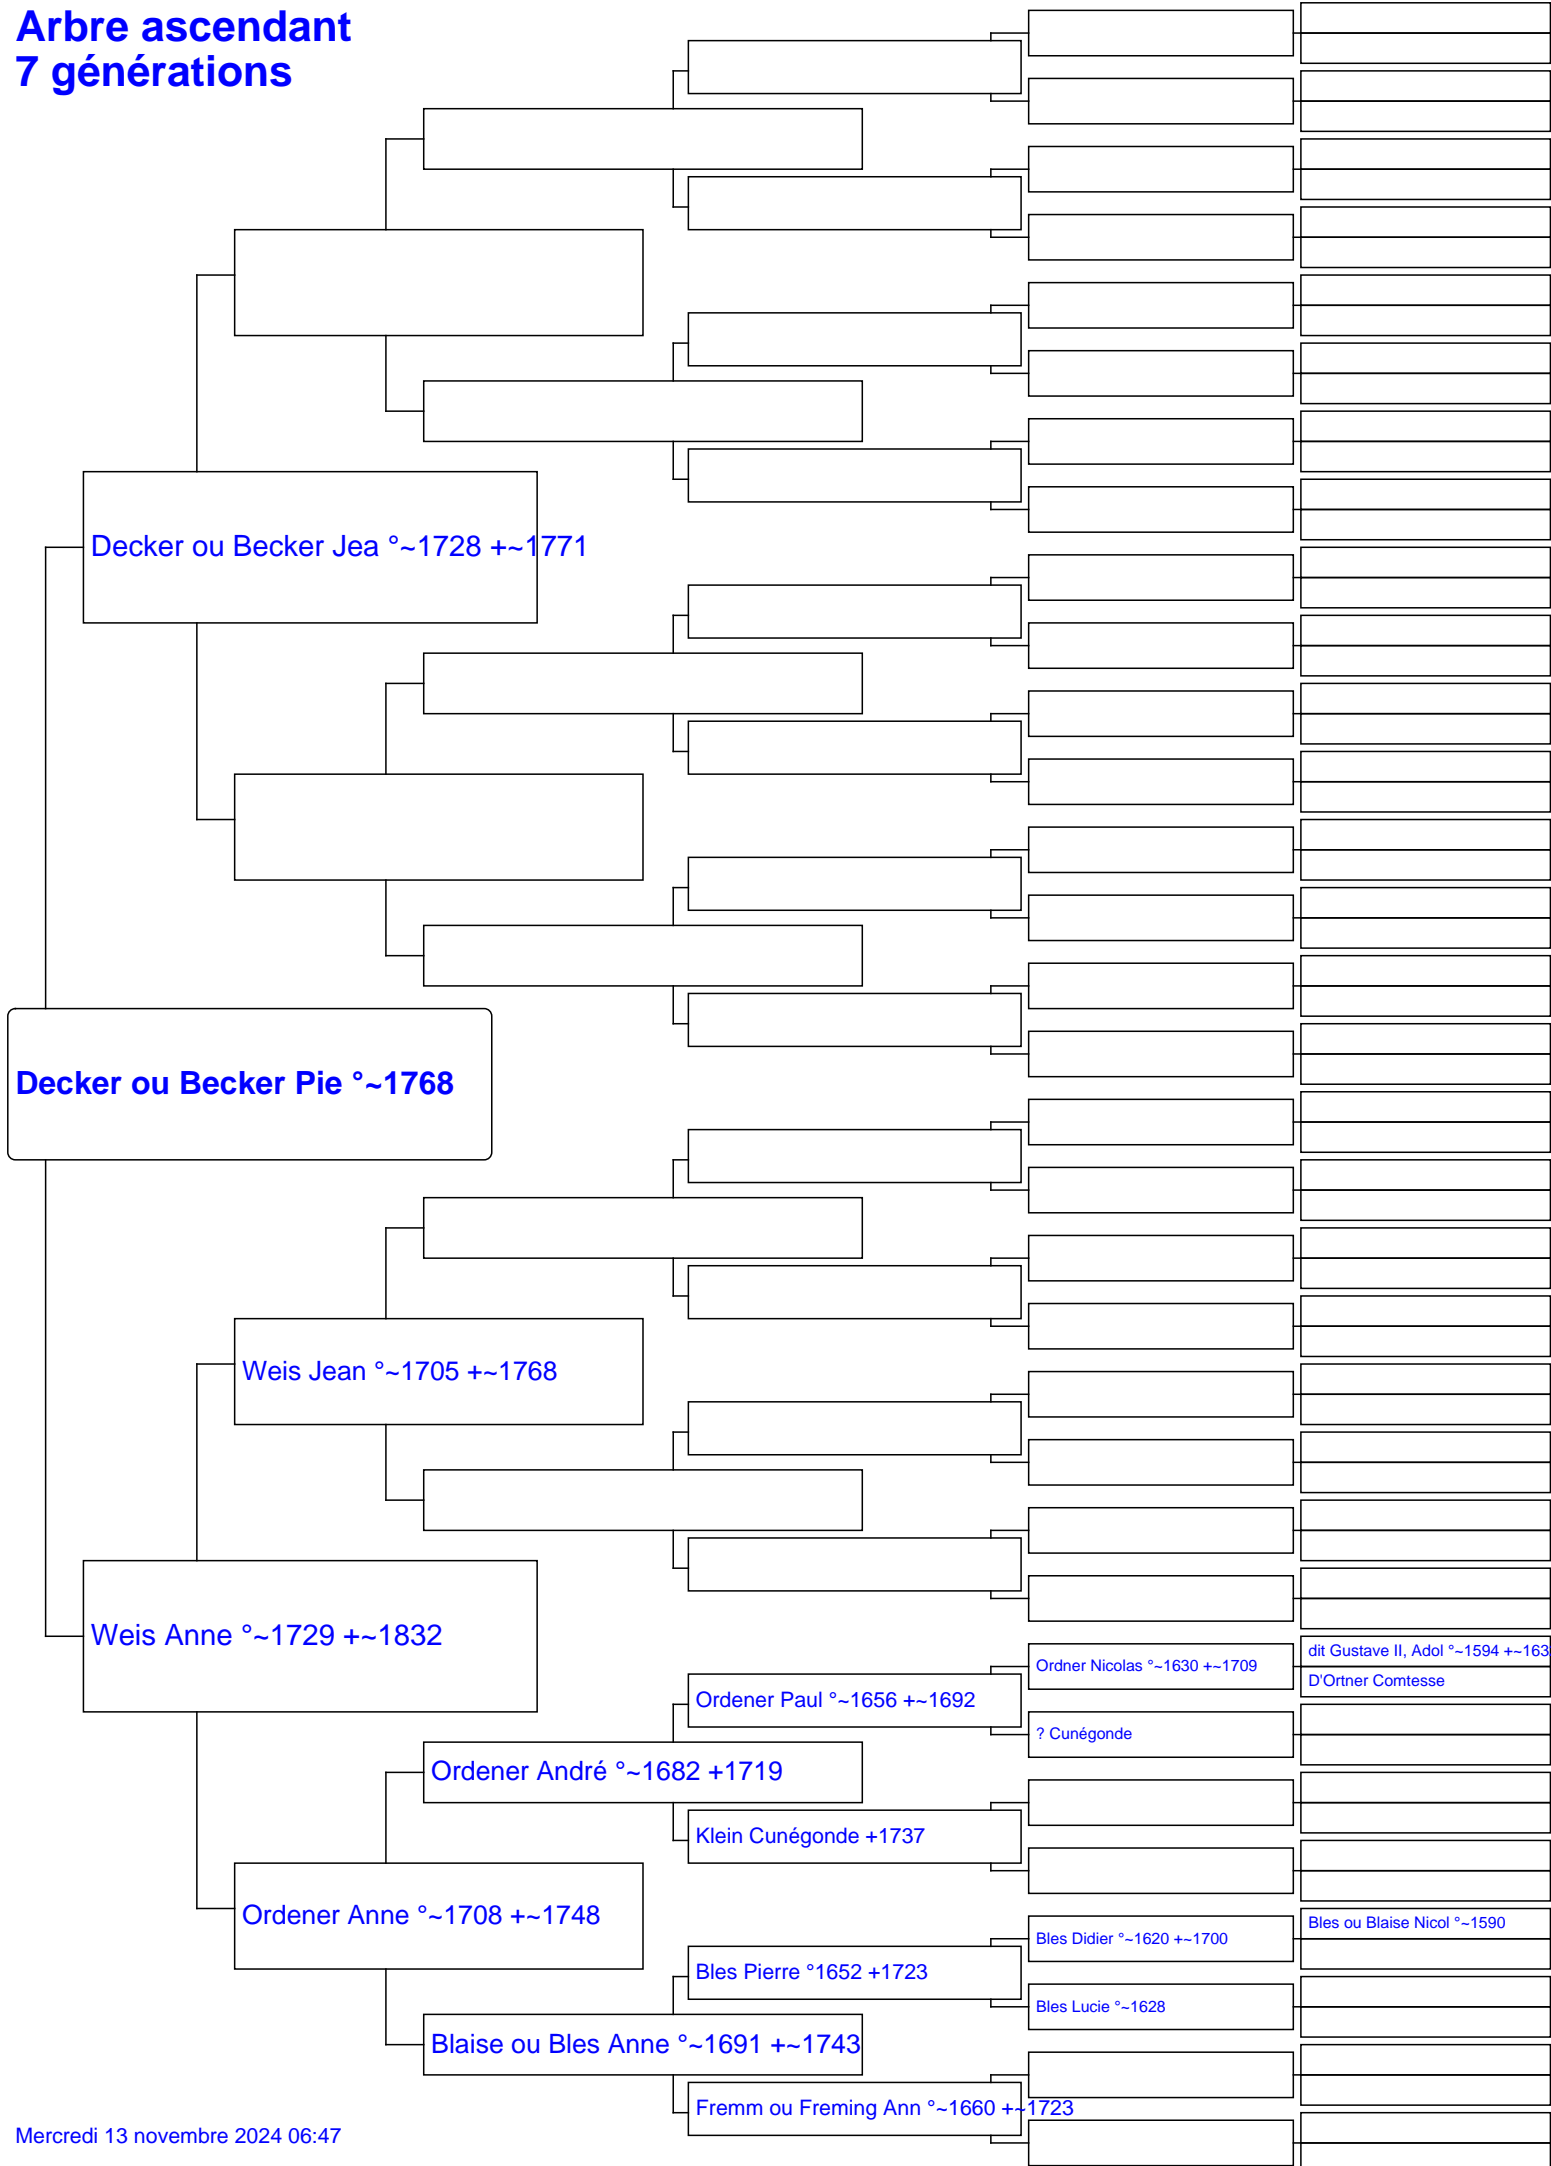 Arbre ascendant
7 générations
Decker ou Becker Jea °~1728 +~1771
Decker ou Becker Pie °~1768
Weis Jean °~1705 +~1768
Weis Anne °~1729 +~1832
Ordner Nicolas °~1630 +~1709
dit Gustave II, Adol °~1594 +~163
D'Ortner Comtesse
Ordener Paul °~1656 +~1692
? Cunégonde
Ordener André °~1682 +1719
Klein Cunégonde +1737
Ordener Anne °~1708 +~1748
Bles Didier °~1620 +~1700
Bles ou Blaise Nicol °~1590
Bles Pierre °1652 +1723
Bles Lucie °~1628
Blaise ou Bles Anne °~1691 +~1743
Fremm ou Freming Ann °~1660 +~1723
Mercredi 13 novembre 2024 06:47